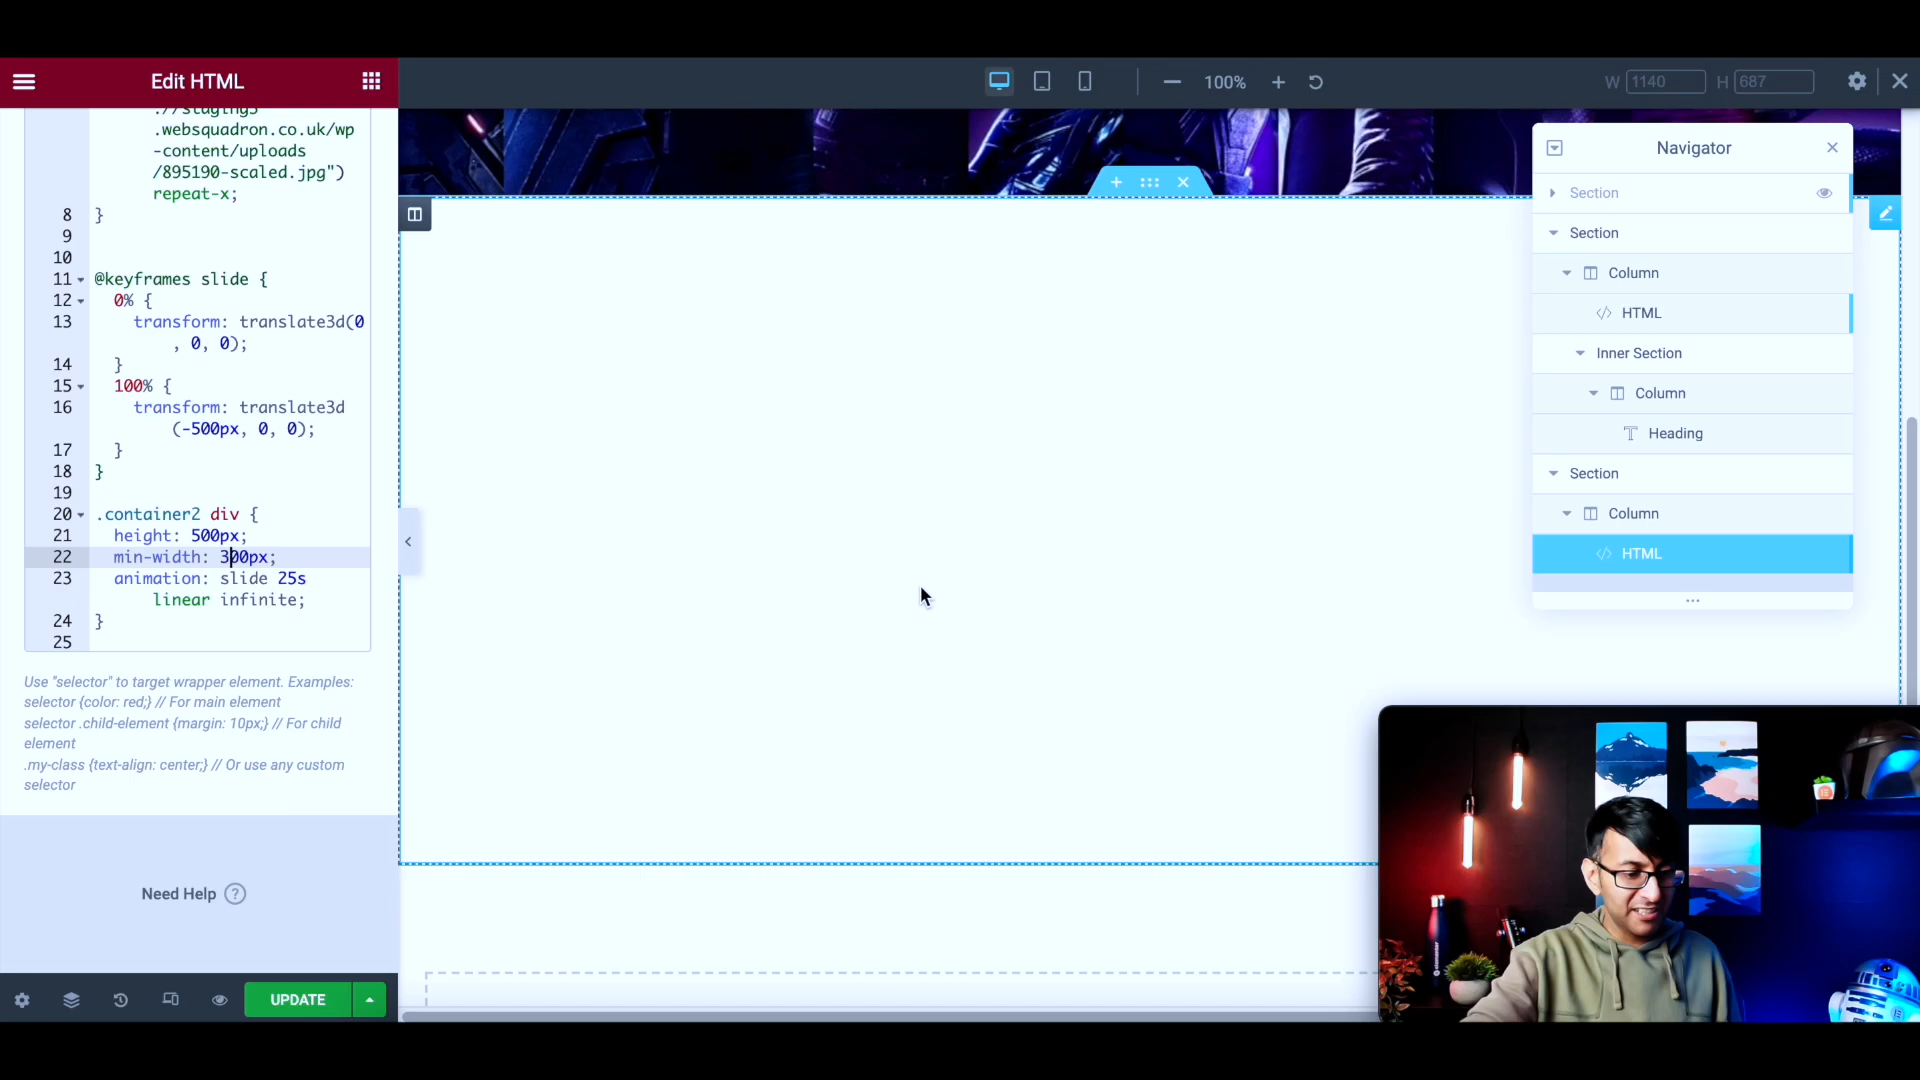 Edit HTML
100%
W 1140 H 687
.//staging5
.websquadron.co.uk/wp
-content/uploads
/895190-scaled.jpg")
repeat-x;
8 }
9
10
11 @keyframes slide {
12 0% {
13 transform: translate3d(0
, 0, 0);
14 }
15 100% {
16 transform: translate3d
(-500px, 0, 0);
17 }
18 }
19
20 .container2 div {
21 height: 500px;
22 min-width: 300px;
23 animation: slide 25s
linear infinite;
24 }
25
Use "selector" to target wrapper element. Examples:
selector {color: red;} // For main element
selector .child-element {margin: 10px;} // For child
element
.my-class {text-align: center;} // Or use any custom
selector
Need Help ?
UPDATE
Navigator
Section
Section
Column
HTML
Inner Section
Column
Heading
Section
Column
HTML